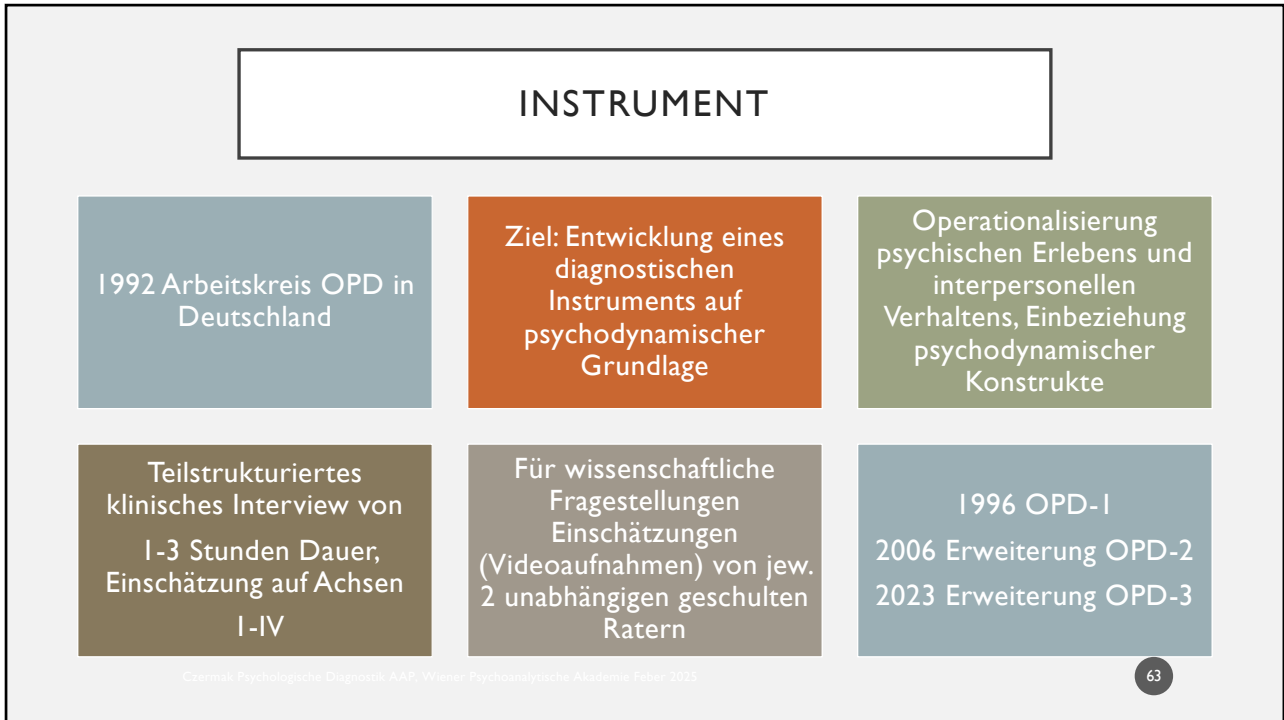 INSTRUMENT
1992 Arbeitskreis OPD in
Deutschland
Ziel: Entwicklung eines
diagnostischen
Instruments auf
psychodynamischer
Grundlage
Operationalisierung
psychischen Erlebens und
interpersonellen
Verhaltens, Einbeziehung
psychodynamischer
Konstrukte
Teilstrukturiertes
klinisches Interview von
1-3 Stunden Dauer,
Einschätzung auf Achsen
1-IV
Für wissenschaftliche
Fragestellungen
Einschätzungen
(Videoaufnahmen) von jew.
2 unabhängigen geschulten
Ratern
1996 OPD-1
2006 Erweiterung OPD-2
2023 Erweiterung OPD-3
Czermak Psychologische Diagnostik AAP, Wiener Psychoanalytische Akademie Feber 2025
63